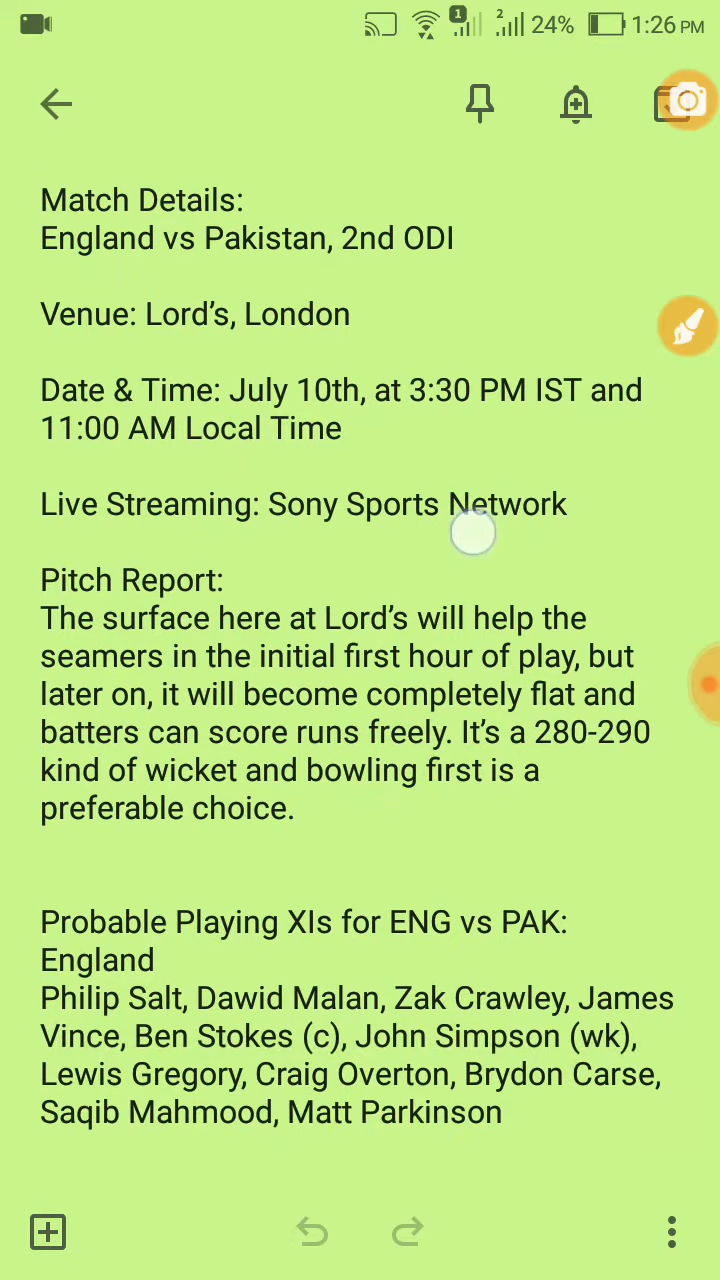 1 2 24% 1:26 PM
Match Details:
England vs Pakistan, 2nd ODI
Venue: Lord’s, London
Date & Time: July 10th, at 3:30 PM IST and
11:00 AM Local Time
Live Streaming: Sony Sports Network
Pitch Report:
The surface here at Lord’s will help the
seamers in the initial first hour of play, but
later on, it will become completely flat and
batters can score runs freely. It’s a 280-290
kind of wicket and bowling first is a
preferable choice.
Probable Playing XIs for ENG vs PAK:
England
Philip Salt, Dawid Malan, Zak Crawley, James
Vince, Ben Stokes (c), John Simpson (wk),
Lewis Gregory, Craig Overton, Brydon Carse,
Saqib Mahmood, Matt Parkinson